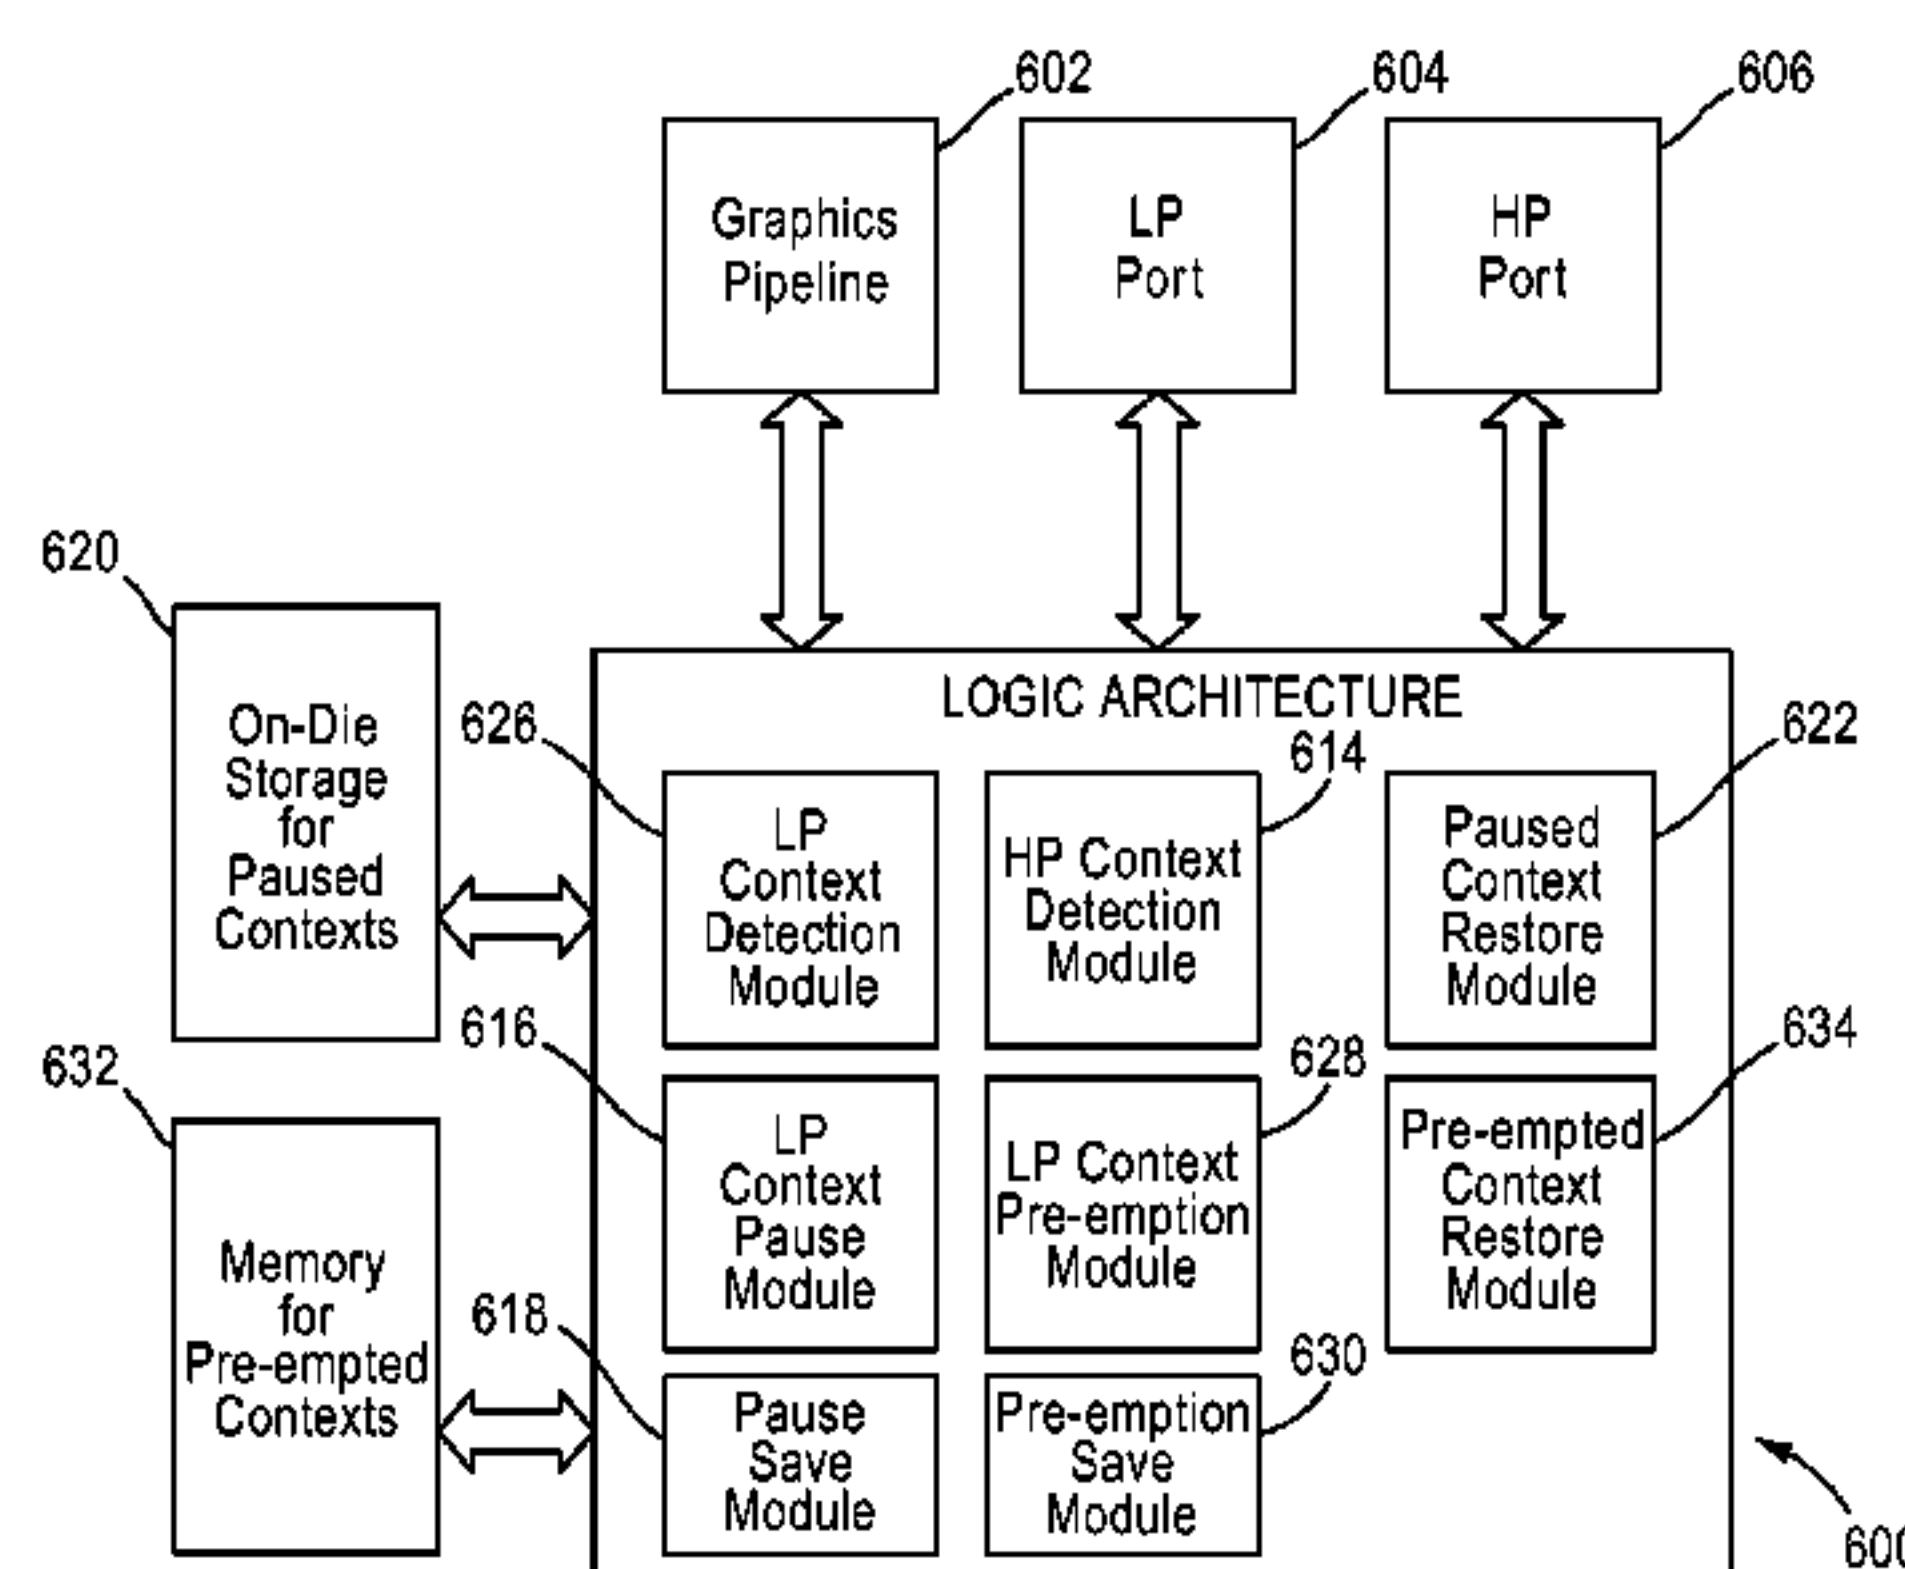 602
604
606
Graphics
Pipeline
LP
Port
HP
Port
620
On-Die
Storage
for
Paused
Contexts
LOGIC ARCHITECTURE
626
614
622
LP
Context
Detection
Module
HP Context
Detection
Module
Paused
Context
Restore
Module
632
616
628
634
Memory
for
Pre-empted
Contexts
LP
Context
Pause
Module
LP Context
Pre-emption
Module
Pre-empted
Context
Restore
Module
618
630
Pause
Save
Module
Pre-emption
Save
Module
600